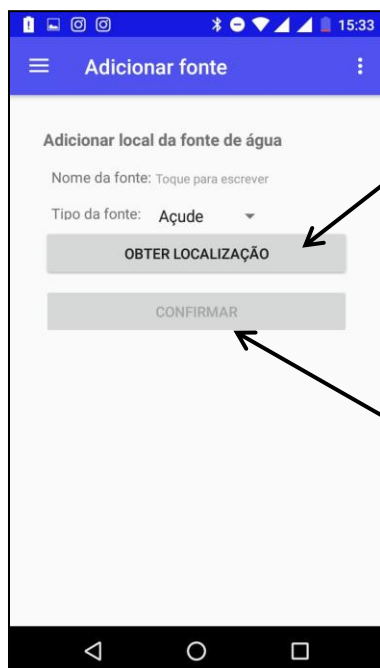 15:33
Adicionar fonte
Adicionar local da fonte de água
Nome da fonte: Toque para escrever
Tipo da fonte: Açude
OBTER LOCALIZAÇÃO
CONFIRMAR